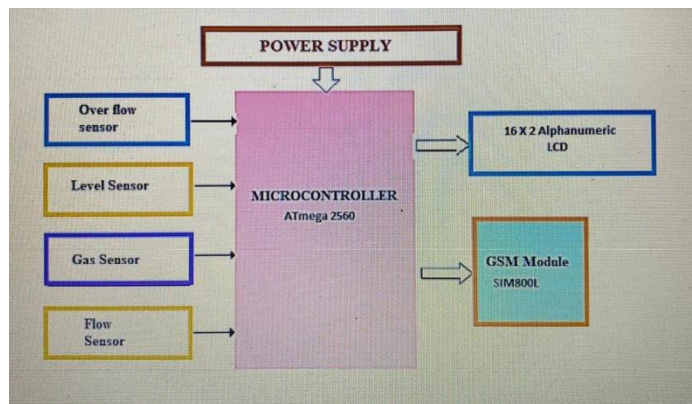 POWER SUPPLY
Over flow
sensor
Level Sensor
Gas Sensor
Flow
Sensor
MICROCONTROLLER
ATmega 2560
16 X 2 Alphanumeric
LCD
GSM Module
SIM800L